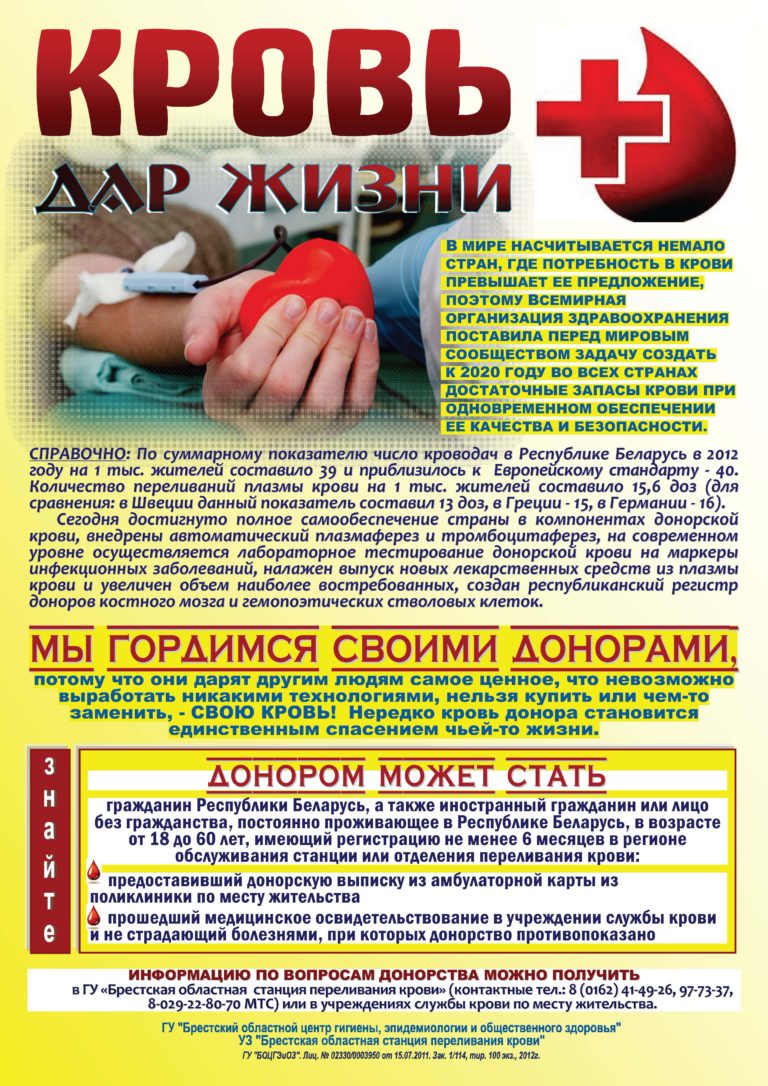 КРОВЬ
ДАР ЖИЗНИ
В МИРЕ НАСЧИТЫВАЕТСЯ НЕМАЛО
СТРАН, ГДЕ ПОТРЕБНОСТЬ В КРОВИ
ПРЕВЫШАЕТ ЕЕ ПРЕДЛОЖЕНИЕ,
ПОЭТОМУ ВСЕМИРНАЯ
ОРГАНИЗАЦИЯ ЗДРАВООХРАНЕНИЯ
ПОСТАВИЛА ПЕРЕД МИРОВЫМ
СООБЩЕСТВОМ ЗАДАЧУ СОЗДАТЬ
К 2020 ГОДУ ВО ВСЕХ СТРАНАХ
ДОСТАТОЧНЫЕ ЗАПАСЫ КРОВИ ПРИ
ОДНОВРЕМЕННОМ ОБЕСПЕЧЕНИИ
ЕЕ КАЧЕСТВА И БЕЗОПАСНОСТИ.
СПРАВОЧНО: По суммарному показателю число кроводач в Республике Беларусь в 2012
году на 1 тыс. жителей составило 39 и приблизилось к Европейскому стандарту - 40.
Количество переливаний плазмы крови на 1 тыс. жителей составило 15,6 доз (для
сравнения: в Швеции данный показатель составил 13 доз, в Греции - 15, в Германии - 16).
Сегодня достигнуто полное самообеспечение страны в компонентах донорской
крови, внедрены автоматический плазмаферез и тромбоцитаферез, на современном
уровне осуществляется лабораторное тестирование донорской крови на маркеры
инфекционных заболеваний, налажен выпуск новых лекарственных средств из плазмы
крови и увеличен объем наиболее востребованных, создан республиканский регистр
доноров костного мозга и гемопоэтических стволовых клеток.
МЫ ГОРДИМСЯ СВОИМИ ДОНОРАМИ,
потому что они дарят другим людям самое ценное, что невозможно
выработать никакими технологиями, нельзя купить или чем-то
заменить, - СВОЮ КРОВЬ! Нередко кровь донора становится
единственным спасением чьей-то жизни.
знайте
ДОНОРОМ МОЖЕТ СТАТЬ
гражданин Республики Беларусь, а также иностранный гражданин или лицо
без гражданства, постоянно проживающее в Республике Беларусь, в возрасте
от 18 до 60 лет, имеющий регистрацию не менее 6 месяцев в регионе
обслуживания станции или отделения переливания крови:
предоставивший донорскую выписку из амбулаторной карты из
поликлиники по месту жительства
прошедший медицинское освидетельствование в учреждении службы крови
и не страдающий болезнями, при которых донорство противопоказано
ИНФОРМАЦИЮ ПО ВОПРОСАМ ДОНОРСТВА МОЖНО ПОЛУЧИТЬ
в ГУ «Брестская областная станция переливания крови» (контактные тел.: 8 (0162) 41-49-26, 97-73-37,
8-029-22-80-70 МТС) или в учреждениях службы крови по месту жительства.
ГУ "Брестский областной центр гигиены, эпидемиологии и общественного здоровья"
УЗ "Брестская областная станция переливания крови"
ГУ "БОЦГЭиОЗ". Лиц. № 02330/0003950 от 15.07.2011. Зак. 1/114, тир. 100 экз., 2012г.